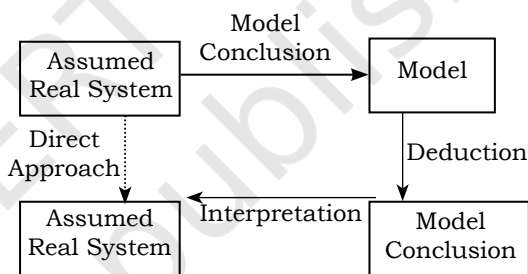 Model
Conclusion
Assumed
Real System
Model
Direct
Approach
Deduction
Assumed
Real System
Interpretation
Model
Conclusion